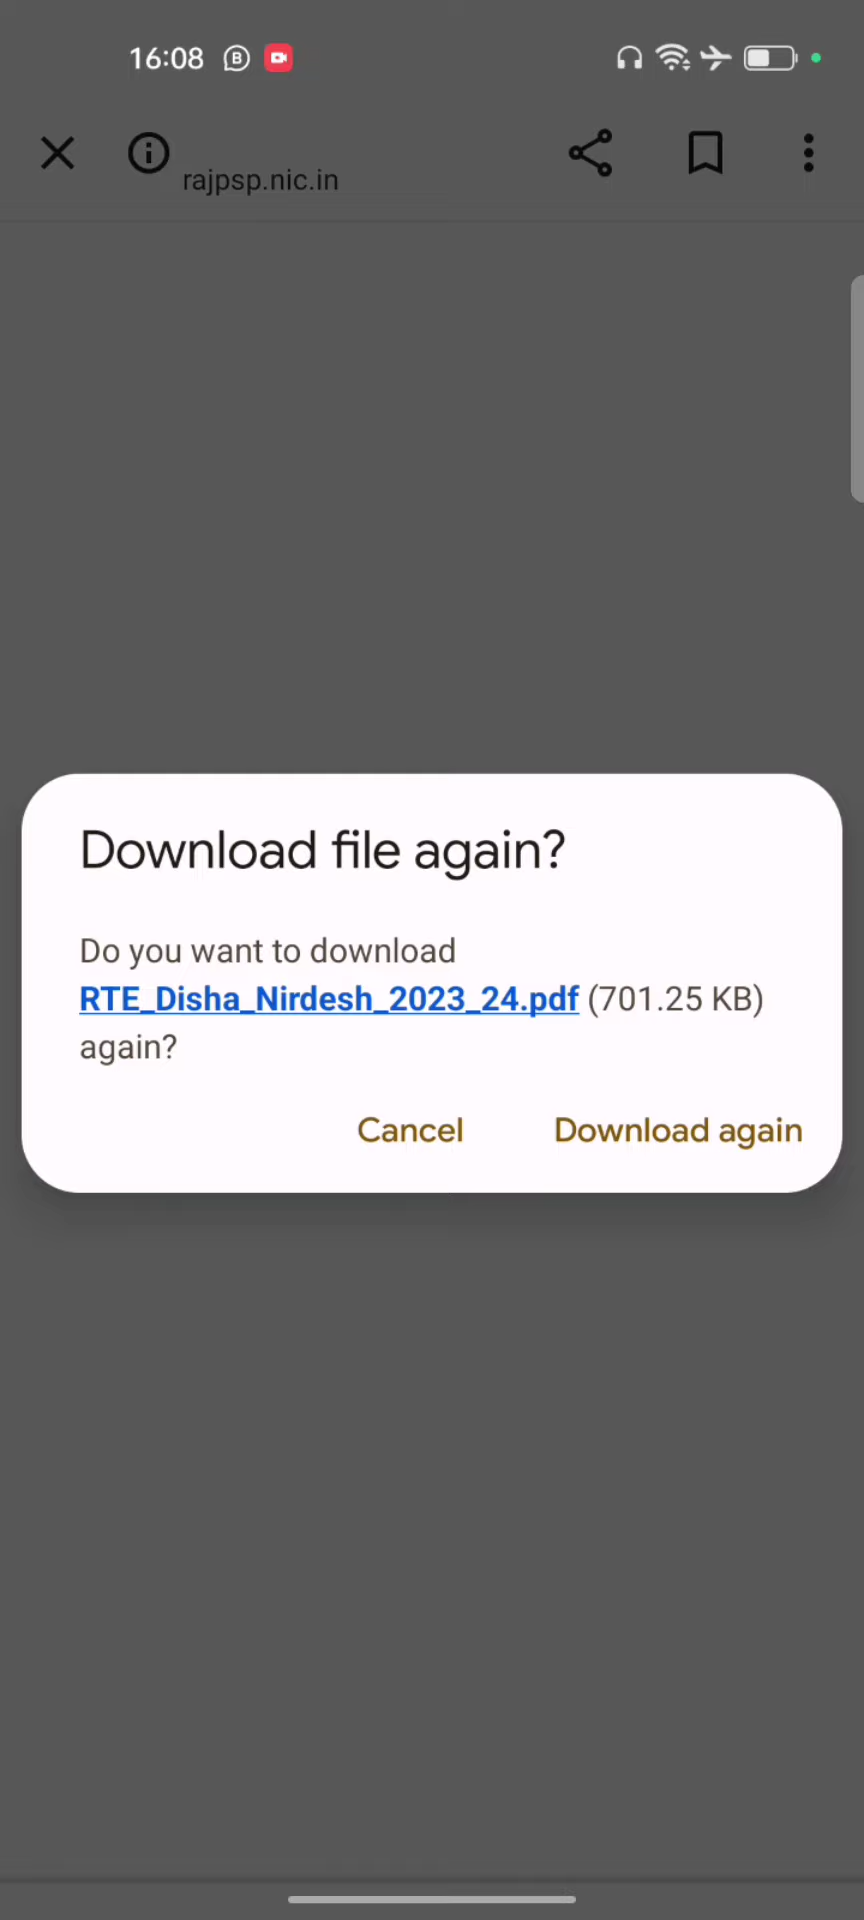 16:08
rajpsp.nic.in
Download file again?
Do you want to download
RTE_Disha_Nirdesh_2023_24.pdf (701.25 KB)
again?
Cancel Download again